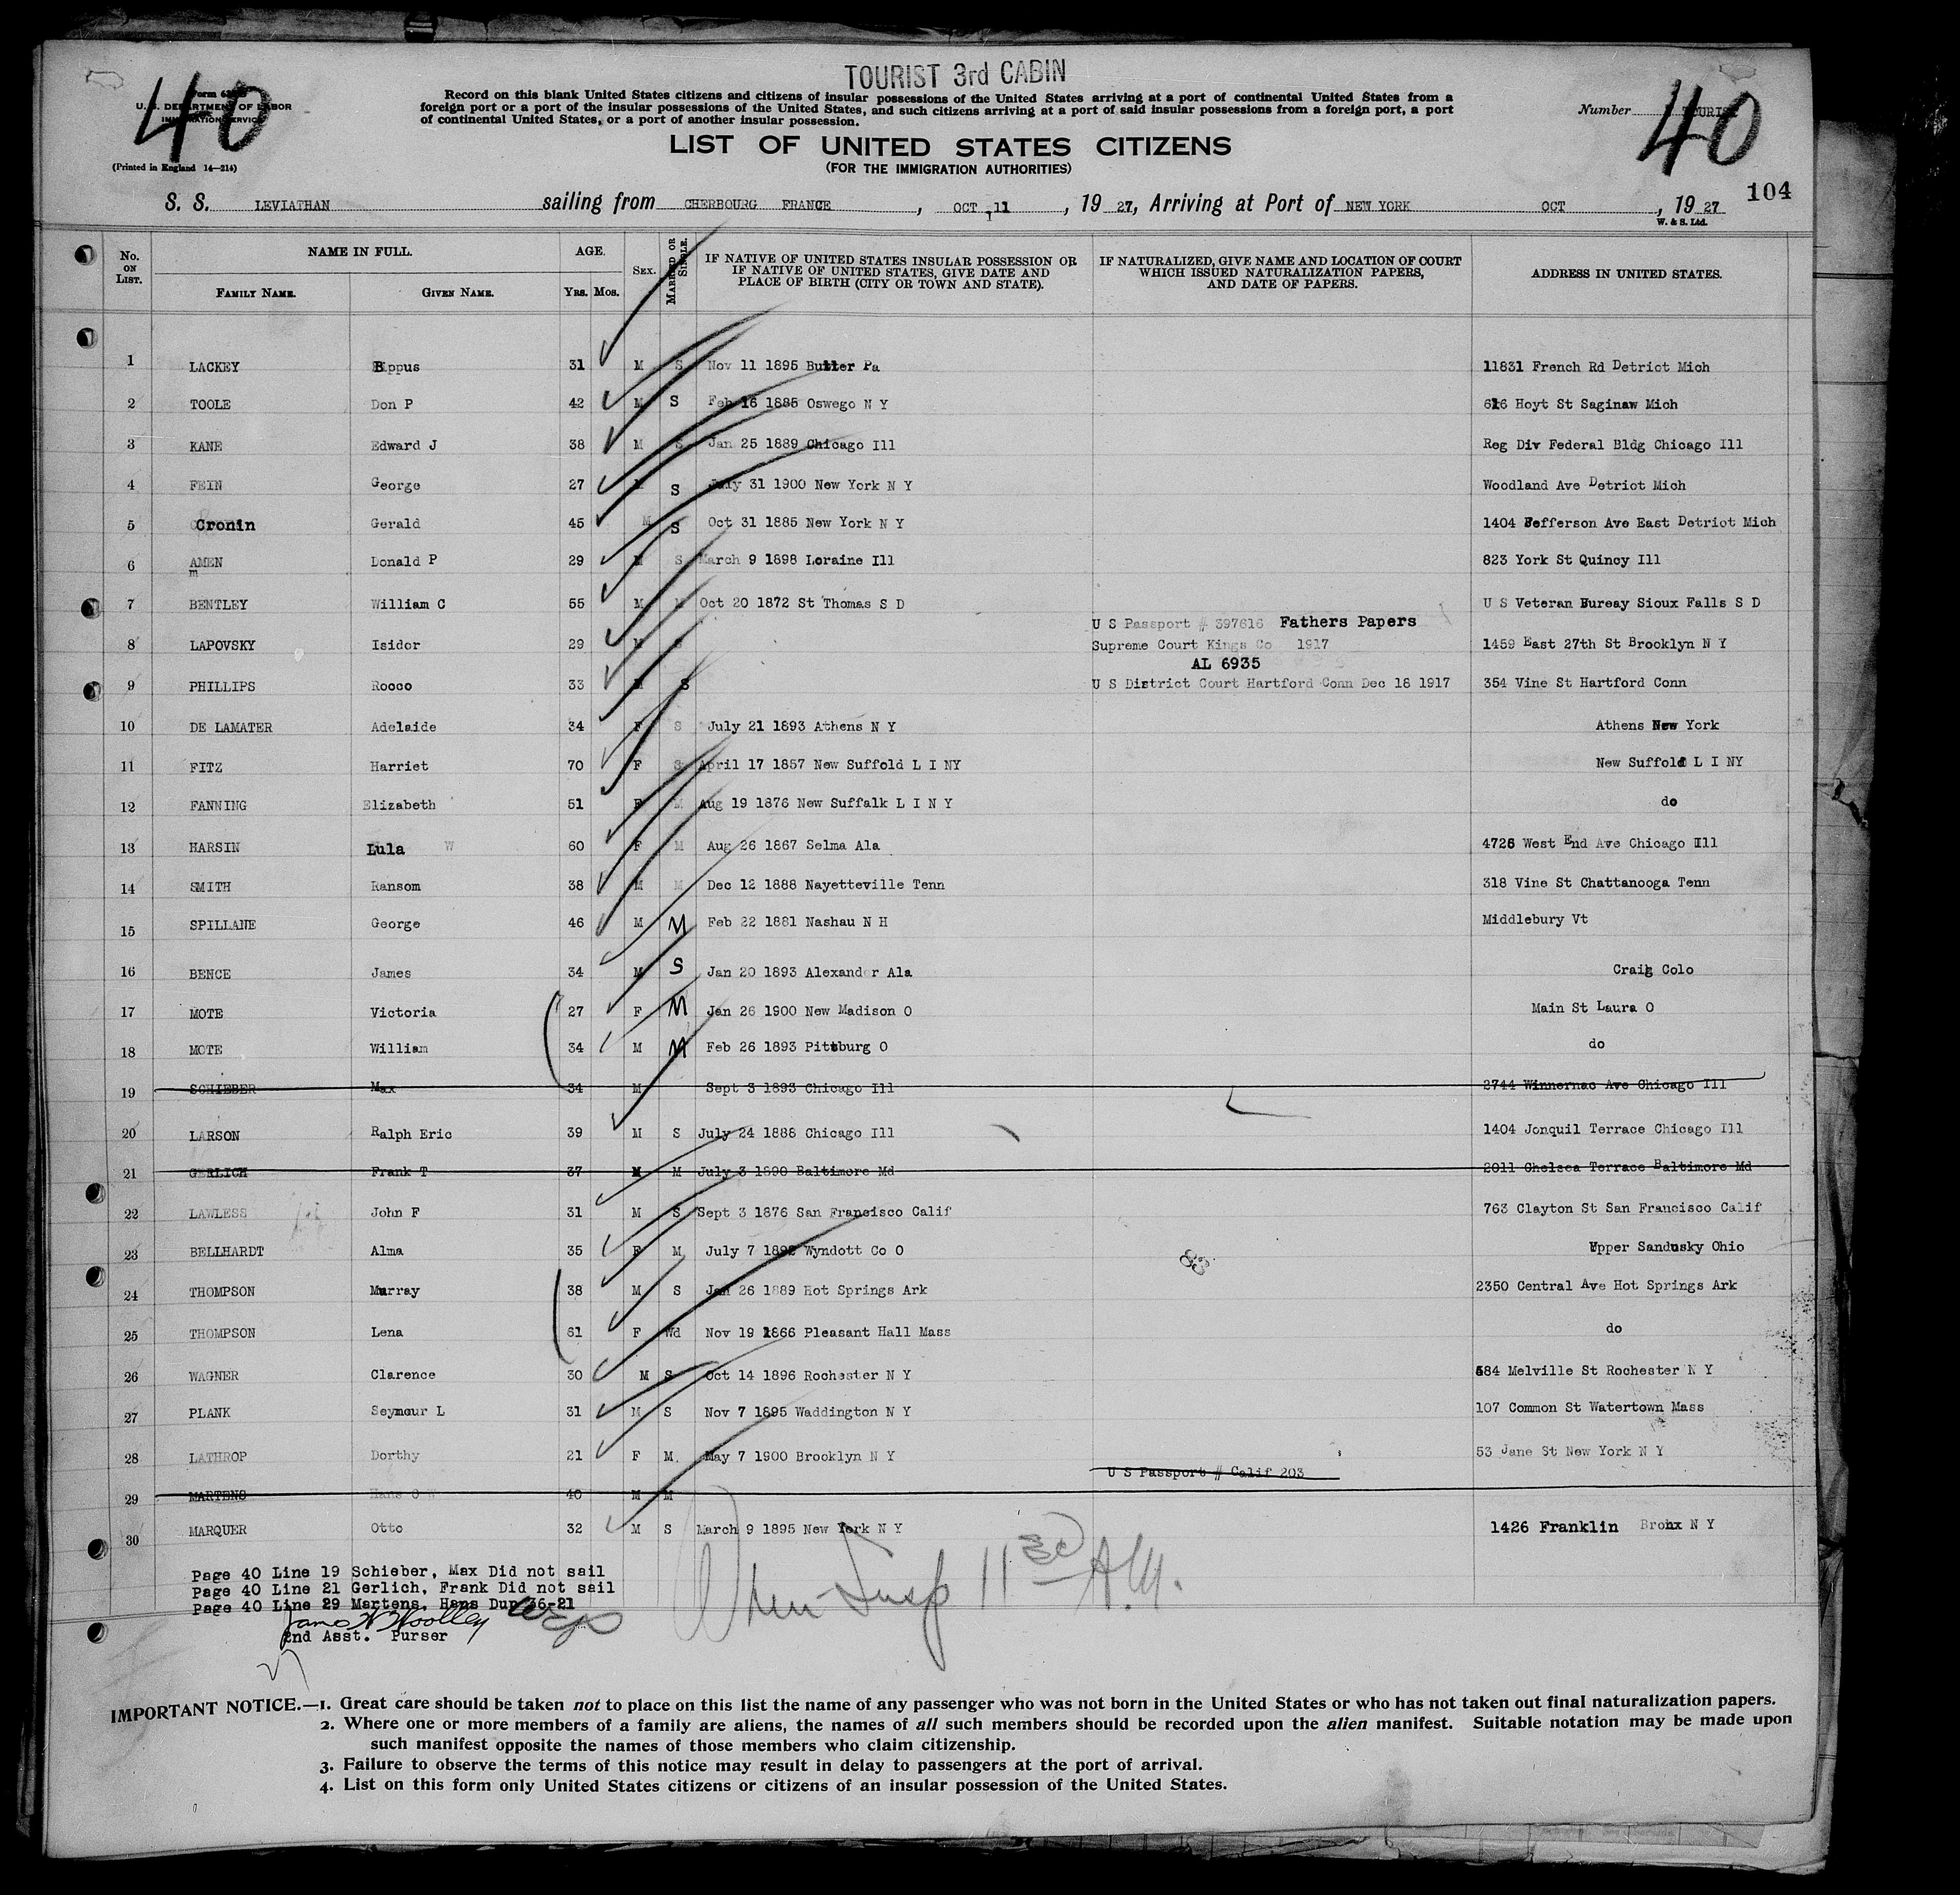 TOURIST 3rd CABIN
40
U. S. DEPARTMENT OF LABOR
IMMIGRATION SERVICE
(Printed in England 14—214)
Record on this blank United States citizens and citizens of insular possessions of the United States arriving at a port of continental United States from a
foreign port or a port of the insular possessions of the United States, and such citizens arriving at a port of said insular possessions from a foreign port, a port
of continental United States, or a port of another insular possession.
Number
40
LIST OF UNITED STATES CITIZENS
(FOR THE IMMIGRATION AUTHORITIES)
104
S. S. LEVIATHAN sailing from CHERBOURG FRANCE, OCT 11, 19 27, Arriving at Port of NEW YORK OCT, 19 27
W. & S. Ltd.
No. ON LIST. NAME IN FULL. FAMILY NAME. GIVEN NAME. AGE. YRS. MOS. SEX. MARRIED OR SINGLE. IF NATIVE OF UNITED STATES INSULAR POSSESSION OR IF NATIVE OF UNITED STATES, GIVE DATE AND PLACE OF BIRTH (CITY OR TOWN AND STATE). IF NATURALIZED, GIVE NAME AND LOCATION OF COURT WHICH ISSUED NATURALIZATION PAPERS, AND DATE OF PAPERS. ADDRESS IN UNITED STATES.
1 LACKEY Bppus 31 M S Nov 11 1895 Butler Pa 11831 French Rd Detriot Mich
2 TOOLE Don P 42 M S Feb 16 1885 Oswego N Y 616 Hoyt St Saginaw Mich
3 KANE Edward J 38 M S Jan 25 1889 Chicago Ill Reg Div Federal Bldg Chicago Ill
4 FEIN George 27 M S July 31 1900 New York N Y Woodland Ave Detriot Mich
5 Cronin Gerald 45 M S Oct 31 1885 New York N Y 1404 Jefferson Ave East Detriot Mich
6 AMEN Donald P 29 M S March 9 1898 Loraine Ill 823 York St Quincy Ill
m
7 BENTLEY William C 55 M M Oct 20 1872 St Thomas S D U S Veteran Bureay Sioux Falls S D
U S Passport # 397616 Fathers Papers
8 LAPOVSKY Isidor 29 M S Supreme Court Kings Co 1917 1459 East 27th St Brooklyn N Y
AL 6935
9 PHILLIPS Rocco 33 M S U S District Court Hartford Conn Dec 18 1917 354 Vine St Hartford Conn
10 DE LAMATER Adelaide 34 F S July 21 1893 Athens N Y Athens New York
11 FITZ Harriet 70 F S April 17 1857 New Suffold L I NY New Suffold L I NY
12 FANNING Elizabeth 51 F M Aug 19 1876 New Suffalk L I N Y do
13 HARSIN Lula W 60 F M Aug 26 1867 Selma Ala 4726 West End Ave Chicago Ill
14 SMITH Ransom 38 M M Dec 12 1888 Nayetteville Tenn 318 Vine St Chattanooga Tenn
15 SPILLANE George 46 M M Feb 22 1881 Nashau N H Middlebury Vt
16 BENCE James 34 M S Jan 20 1893 Alexander Ala Craig Colo
17 MOTE Victoria 27 F M Jan 26 1900 New Madison O Main St Laura O
18 MOTE William 34 M M Feb 26 1893 Pittsburg O do
19 SCHIEBER Max 34 M Sept 3 1893 Chicago Ill 2744 Winnernac Ave Chicago Ill
20 LARSON Ralph Eric 39 M S July 24 1888 Chicago Ill 1404 Jonquil Terrace Chicago Ill
21 GERLICH Frank T 37 M M July 3 1890 Baltimore Md 2011 Chelsea Terrace Baltimore Md
22 LAWLESS John F 31 M S Sept 3 1876 San Francisco Calif 763 Clayton St San Francisco Calif
23 BELLHARDT Alma 35 F M July 7 1892 Wyndott Co O 83 Upper Sandusky Ohio
24 THOMPSON Murray 38 M S Jan 26 1889 Hot Springs Ark 2350 Central Ave Hot Springs Ark
25 THOMPSON Lena 61 F Wd Nov 19 1866 Pleasant Hall Mass do
26 WAGNER Clarence 30 M S Oct 14 1896 Rochester N Y 584 Melville St Rochester N Y
27 PLANK Seymour L 31 M S Nov 7 1895 Waddington N Y 107 Common St Watertown Mass
28 LATHROP Dorthy 21 F M. May 7 1900 Brooklyn N Y 53 Jane St New York N Y
U S Passport # Calif 203
29 MARTENS Hans O W 40 M M
30 MARQUER Otto 32 M S March 9 1895 New York N Y 1426 Franklin Bronx N Y
Page 40 Line 19 Schieber, Max Did not sail
Page 40 Line 21 Gerlich, Frank Did not sail
Page 40 Line 29 Martens, Hans Dup 36-21
2nd Asst. Purser
Insp 11 30 A.M.
IMPORTANT NOTICE.—1. Great care should be taken not to place on this list the name of any passenger who was not born in the United States or who has not taken out final naturalization papers.
2. Where one or more members of a family are aliens, the names of all such members should be recorded upon the alien manifest. Suitable notation may be made upon
such manifest opposite the names of those members who claim citizenship.
3. Failure to observe the terms of this notice may result in delay to passengers at the port of arrival.
4. List on this form only United States citizens or citizens of an insular possession of the United States.